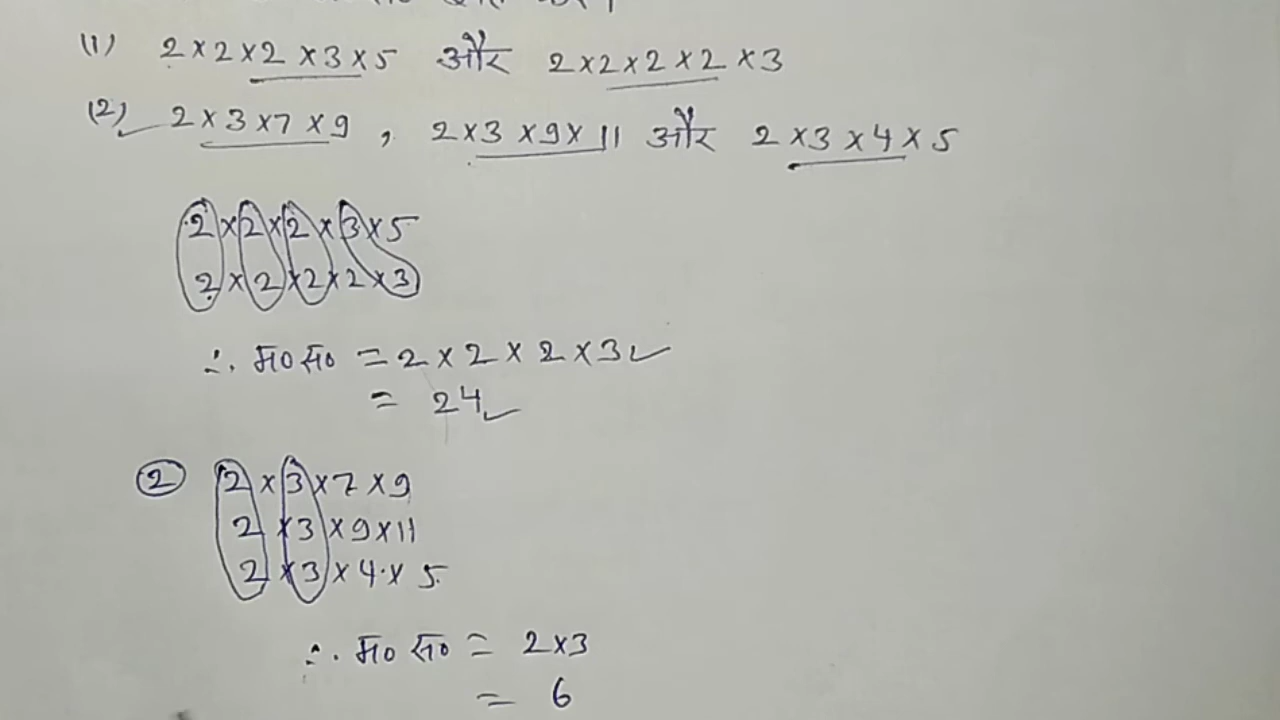 (1) 2×2×2×3×5 और 2×2×2×2×3
(2) 2×3×7×9, 2×3×9×11 और 2×3×4×5
2×2×2×3×5
2×2×2×2×3
∴ म० स० = 2×2×2×3
= 24
② 2×3×7×9
2×3×9×11
2×3×4×5
∴ म० स० = 2×3
= 6